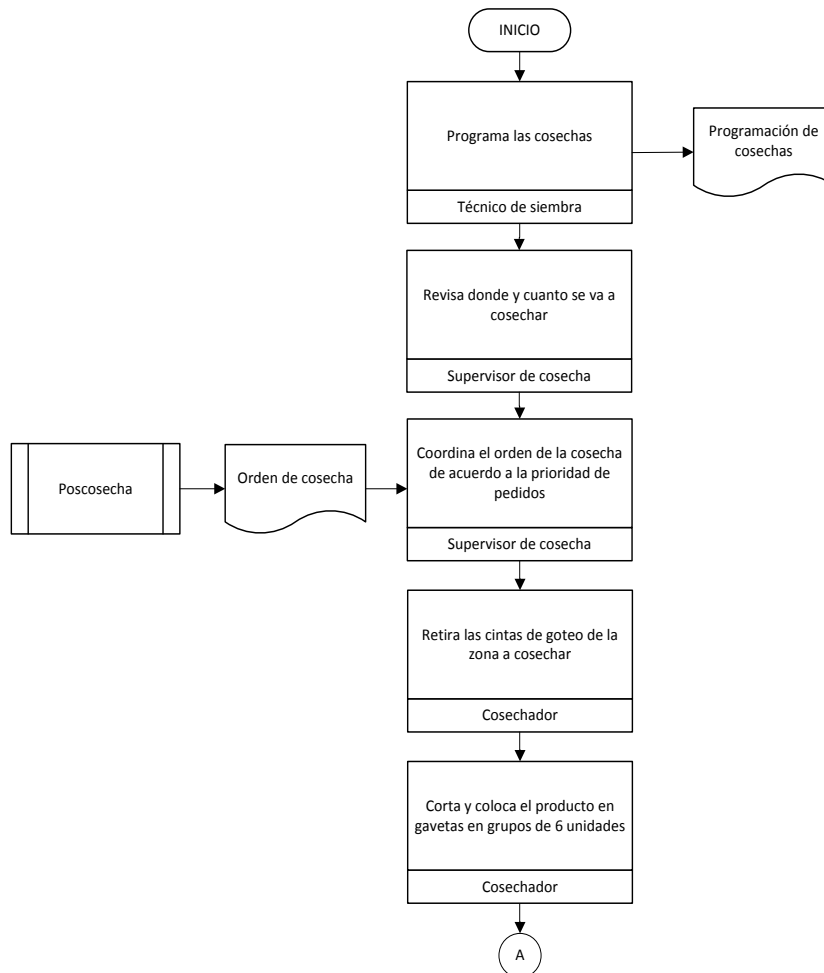 INICIO
Programa las cosechas
Técnico de siembra
Programación de
cosechas
Revisa donde y cuanto se va a
cosechar
Supervisor de cosecha
Poscosecha
Orden de cosecha
Coordina el orden de la cosecha
de acuerdo a la prioridad de
pedidos
Supervisor de cosecha
Retira las cintas de goteo de la
zona a cosechar
Cosechador
Corta y coloca el producto en
gavetas en grupos de 6 unidades
Cosechador
A